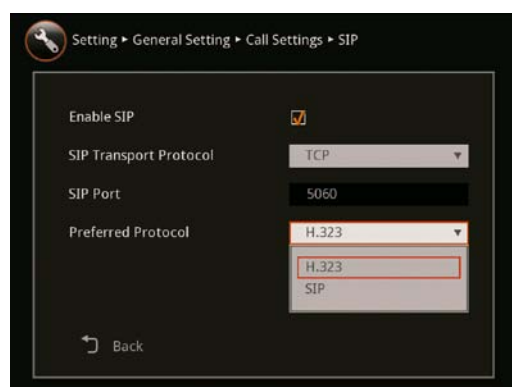 Setting ▸ General Setting ▸ Call Settings ▸ SIP
Enable SIP
SIP Transport Protocol TCP
SIP Port 5060
Preferred Protocol H.323
H.323
SIP
Back